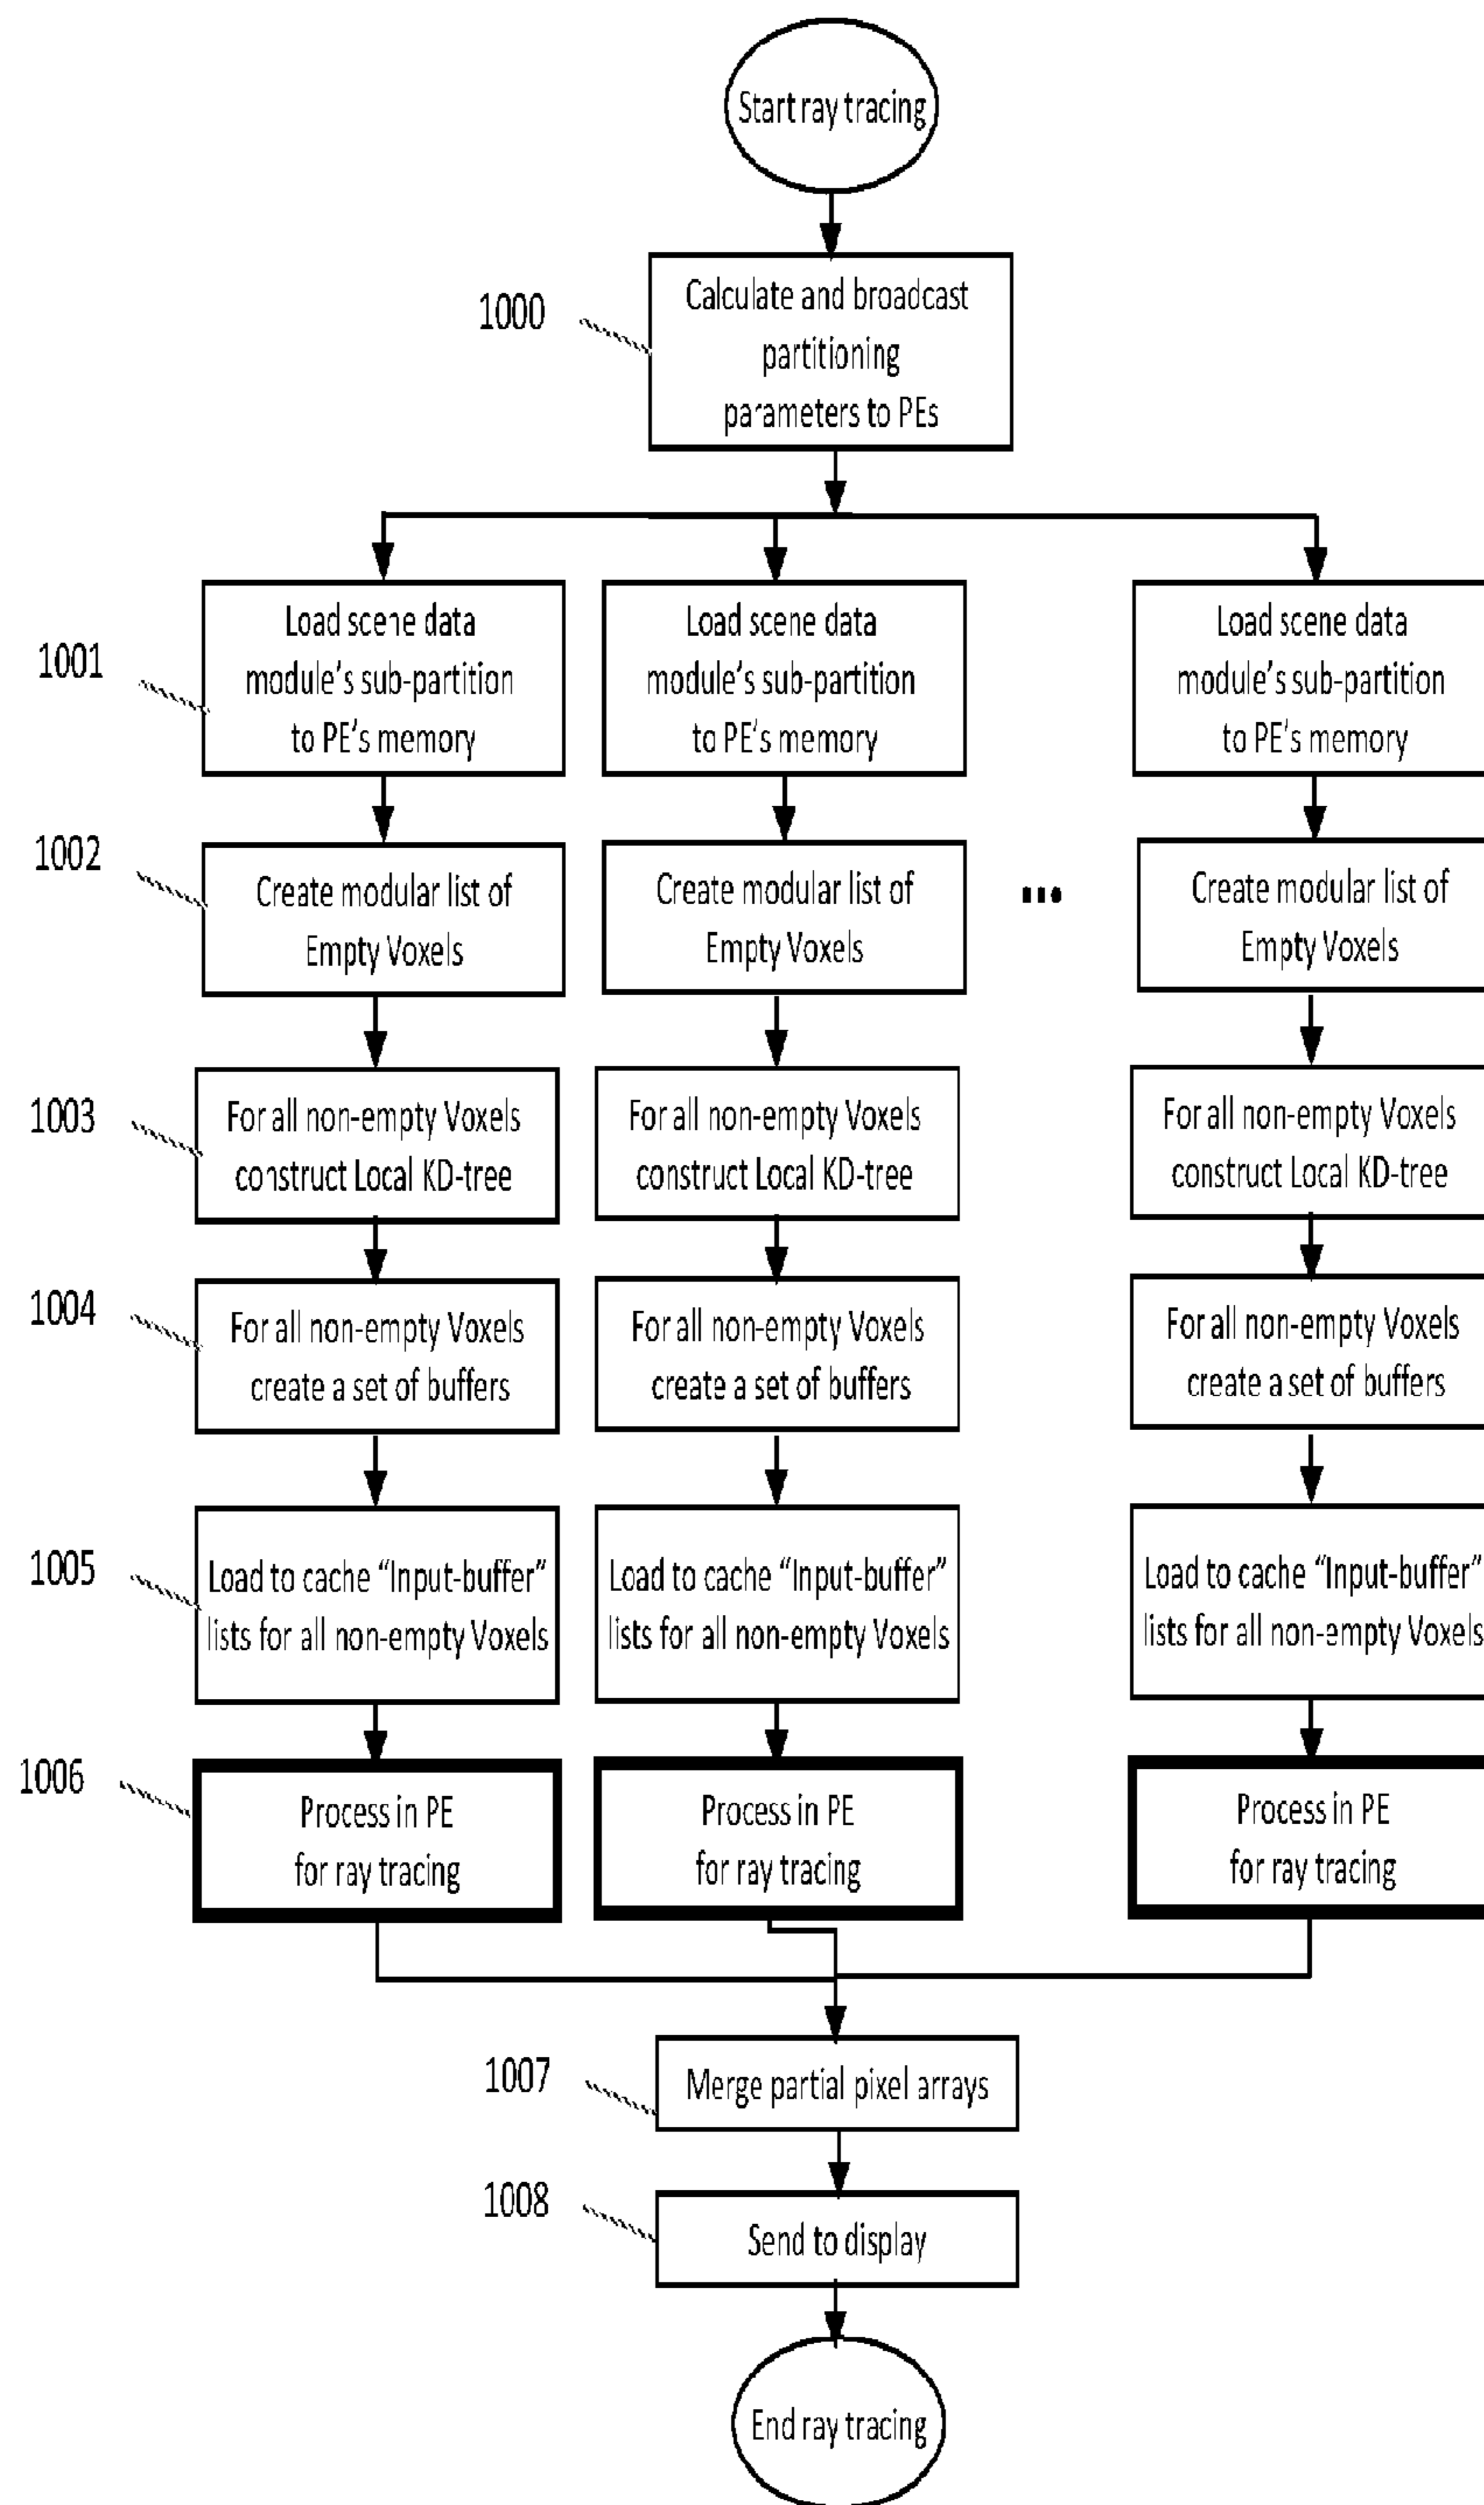 Start ray tracing
1000
Calculate and broadcast
partitioning
parameters to PEs
1001
Load scene data
module's sub-partition
to PE's memory
Load scene data
module's sub-partition
to PE's memory
Load scene data
module's sub-partition
to PE's memory
1002
Create modular list of
Empty Voxels
Create modular list of
Empty Voxels
...
Create modular list of
Empty Voxels
1003
For all non-empty Voxels
construct Local KD-tree
For all non-empty Voxels
construct Local KD-tree
For all non-empty Voxels
construct Local KD-tree
1004
For all non-empty Voxels
create a set of buffers
For all non-empty Voxels
create a set of buffers
For all non-empty Voxels
create a set of buffers
1005
Load to cache “Input-buffer”
lists for all non-empty Voxels
Load to cache “Input-buffer”
lists for all non-empty Voxels
Load to cache “Input-buffer”
lists for all non-empty Voxels
1006
Process in PE
for ray tracing
Process in PE
for ray tracing
Process in PE
for ray tracing
1007
Merge partial pixel arrays
1008
Send to display
End ray tracing